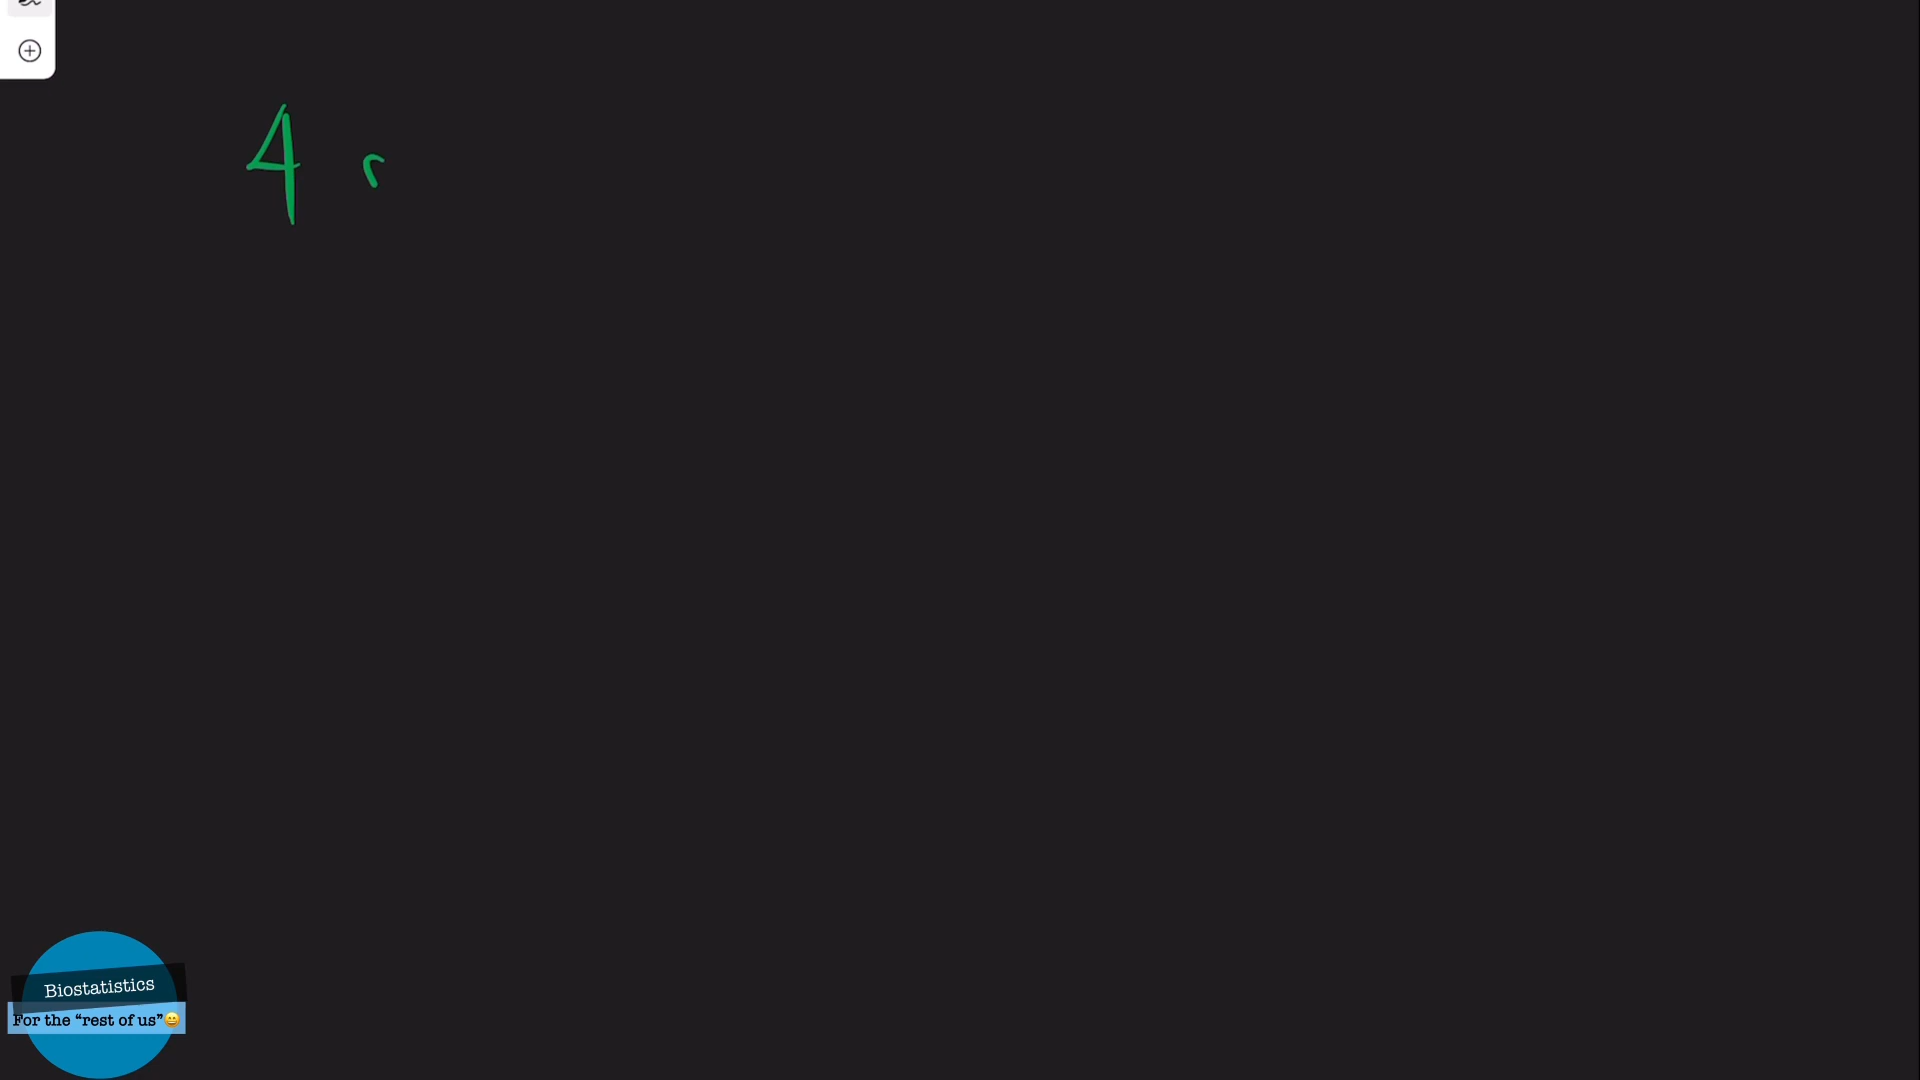 4
Biostatistics
For the “rest of us”😄